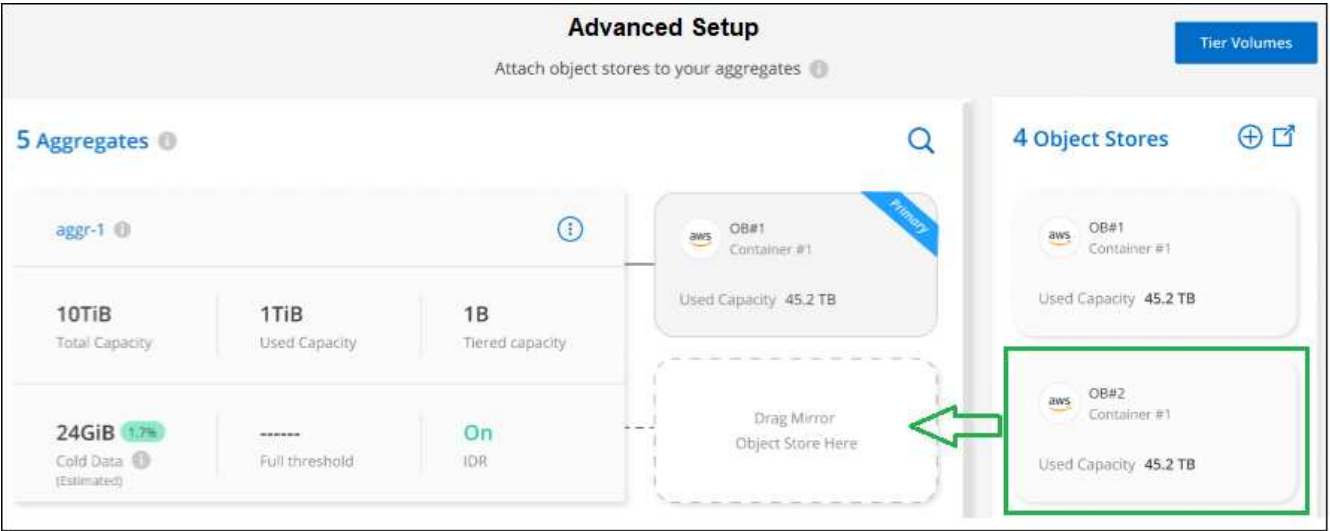 Advanced Setup
Attach object stores to your aggregates
Tier Volumes
5 Aggregates
aggr-1
10TiB
Total Capacity
1TiB
Used Capacity
1B
Tiered capacity
24GiB 1.7%
Cold Data
(Estimated)
------
Full threshold
On
IDR
Primary
aws
OB#1
Container #1
Used Capacity 45.2 TB
Drag Mirror
Object Store Here
4 Object Stores
aws
OB#1
Container #1
Used Capacity 45.2 TB
aws
OB#2
Container #1
Used Capacity 45.2 TB